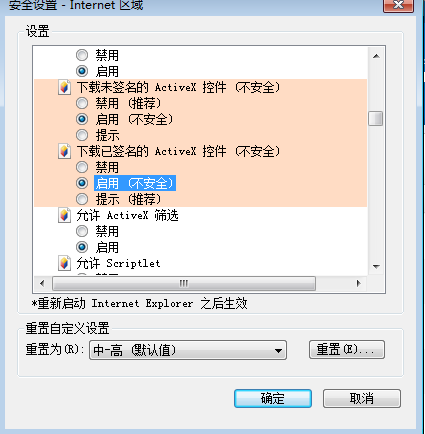 安全设置 - Internet 区域
设置
禁用
启用
下载未签名的 ActiveX 控件 (不安全)
禁用 (推荐)
启用 (不安全)
提示
下载已签名的 ActiveX 控件 (不安全)
禁用
启用 (不安全)
提示 (推荐)
允许 ActiveX 筛选
禁用
启用
允许 Scriptlet
*重新启动 Internet Explorer 之后生效
重置自定义设置
重置为(R): 中-高 (默认值) 重置(E)...
确定 取消